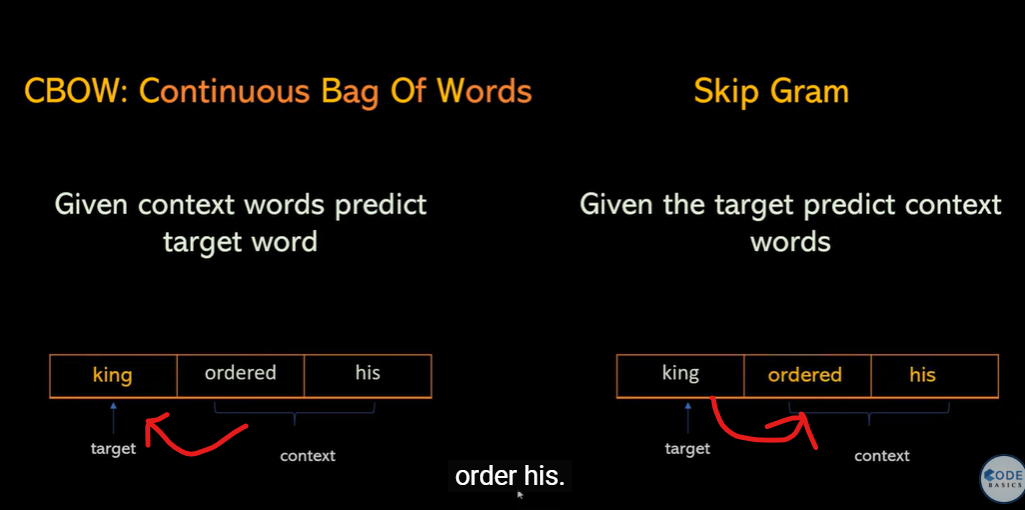 CBOW: Continuous Bag Of Words
Skip Gram
Given context words predict
target word
Given the target predict context
words
king ordered his
target
context
king ordered his
target
context
order his.
CODE
BASICS